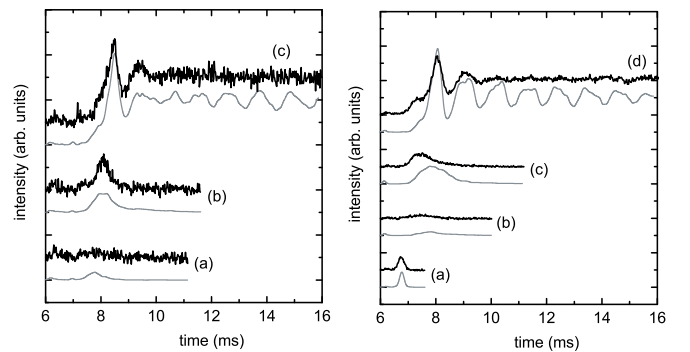 intensity (arb. units)
(c)
(b)
(a)
6 8 10 12 14 16
time (ms)
intensity (arb. units)
(d)
(c)
(b)
(a)
6 8 10 12 14 16
time (ms)